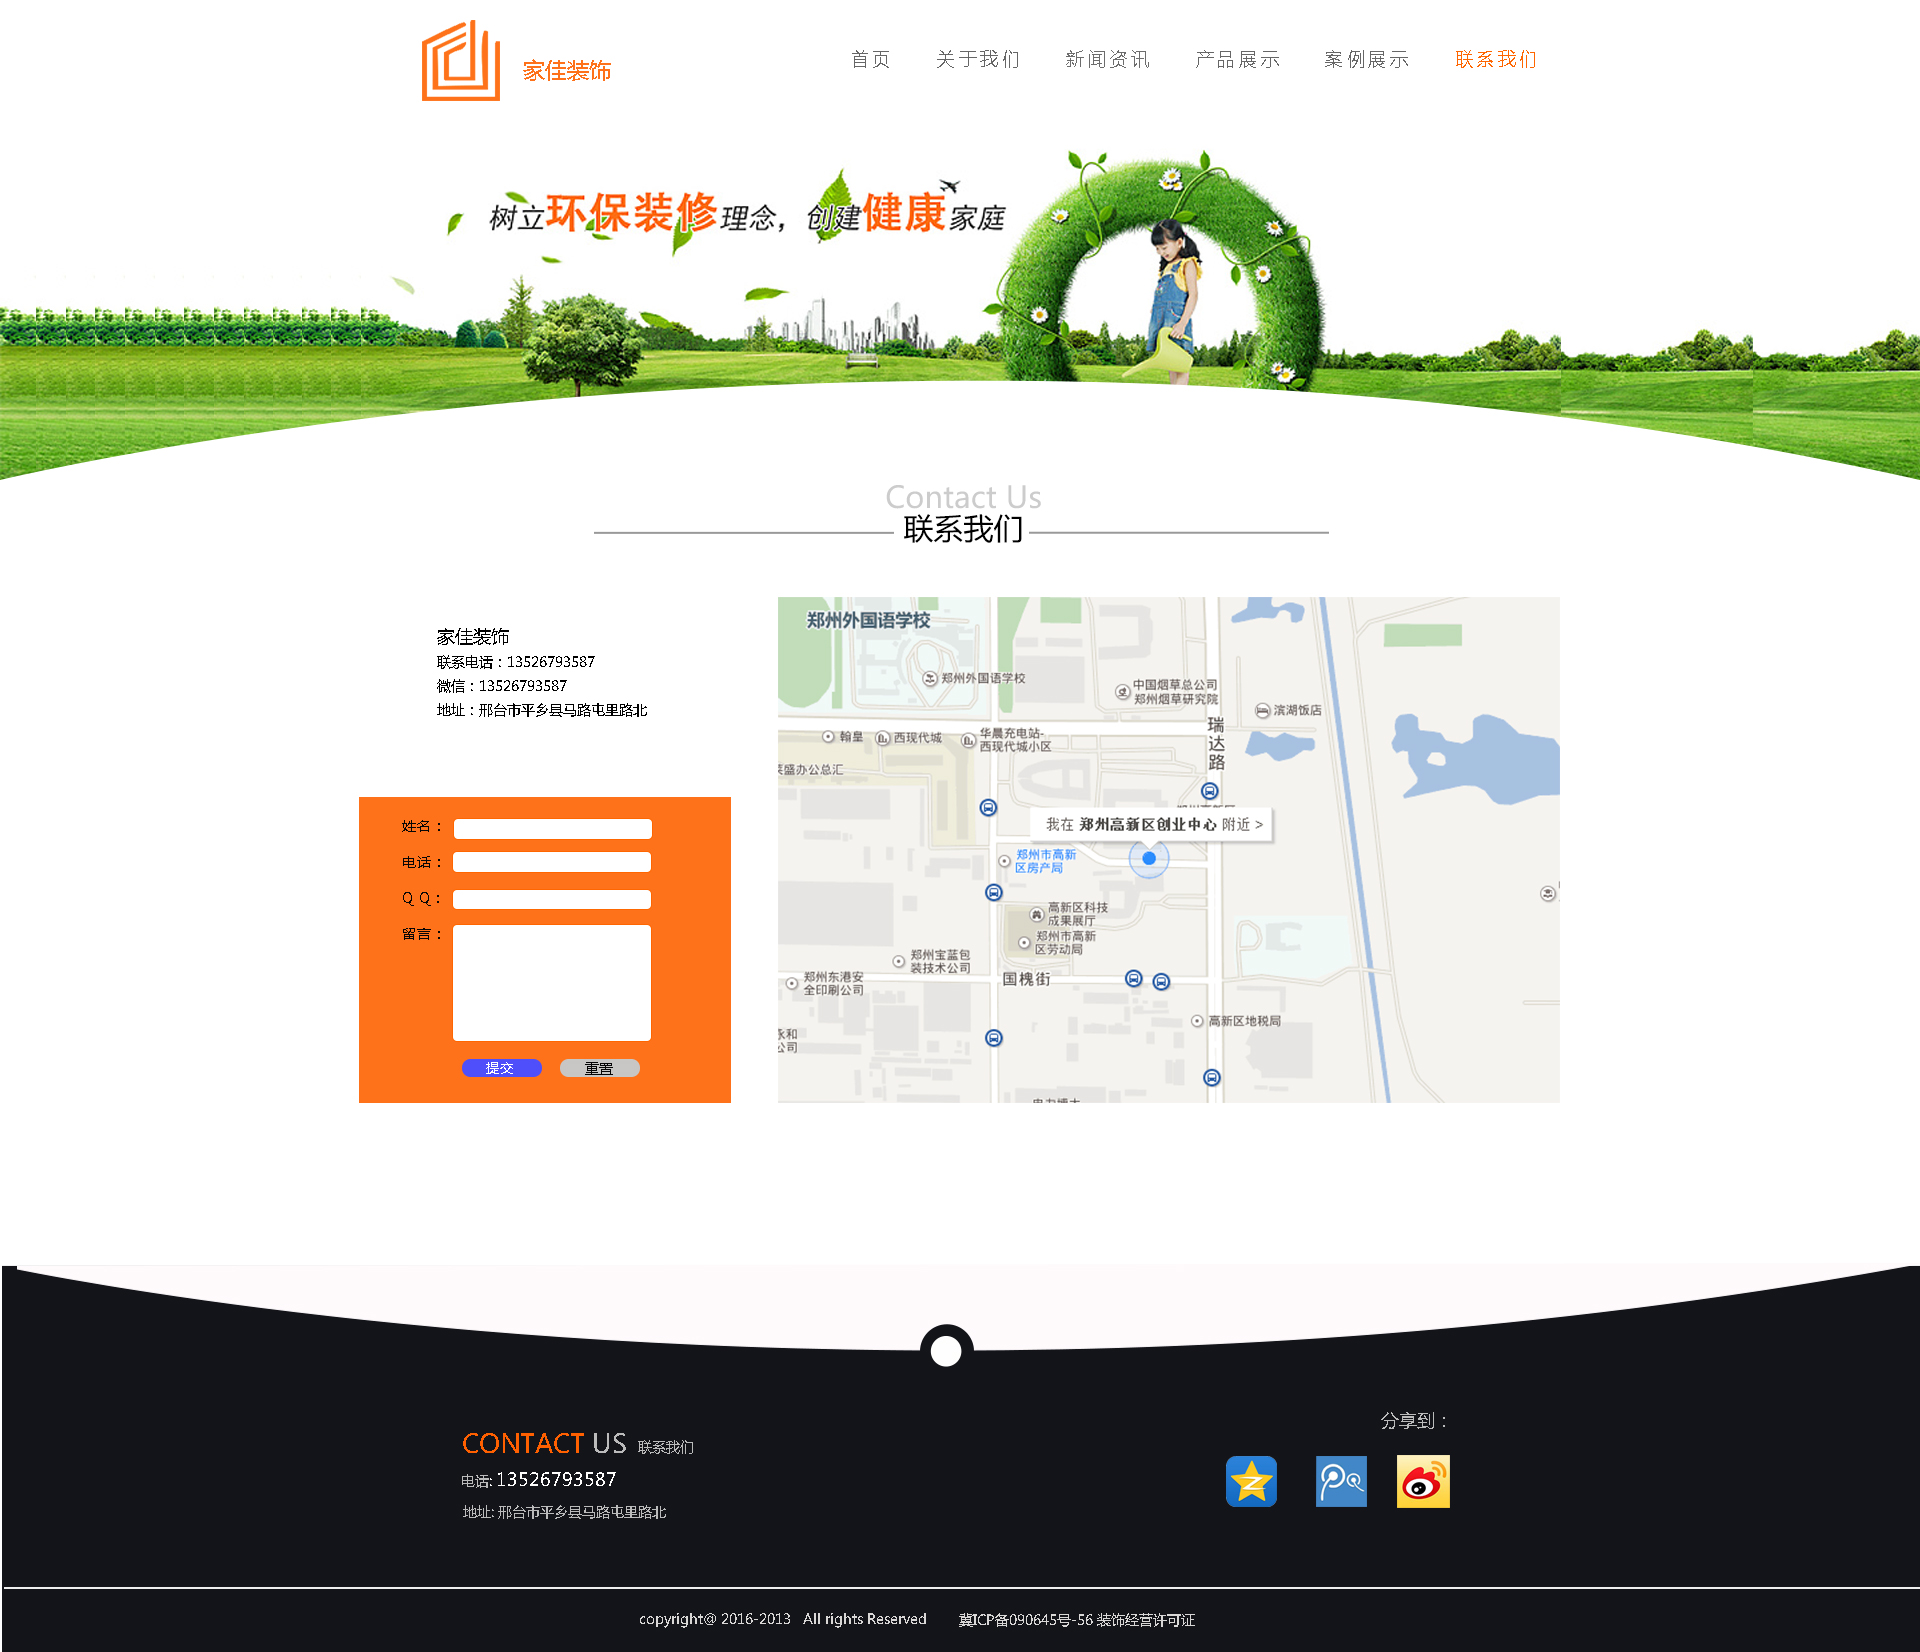 家佳装饰
首页 关于我们 新闻资讯 产品展示 案例展示 联系我们
树立环保装修理念，创建健康家庭
Contact Us
联系我们
家佳装饰
联系电话：13526793587
微信：13526793587
地址：邢台市平乡县马路屯里路北
姓名：
电话：
Q Q：
留言：
提交 重置
郑州外国语学校
郑州外国语学校
中国烟草总公司
郑州烟草研究院
滨湖饭店
瑞达路
翰皇
西现代城
华晨充电站-
西现代城小区
莱盛办公总汇
我在 郑州高新区创业中心 附近 >
郑州市高新
区房产局
高新区科技
成果展厅
郑州市高新
区劳动局
郑州宝蓝包
装技术公司
郑州东港安
全印刷公司
国槐街
高新区地税局
永和
公司
分享到：
CONTACT US 联系我们
电话: 13526793587
地址: 邢台市平乡县马路屯里路北
copyright@ 2016-2013 All rights Reserved 冀ICP备090645号-56 装饰经营许可证